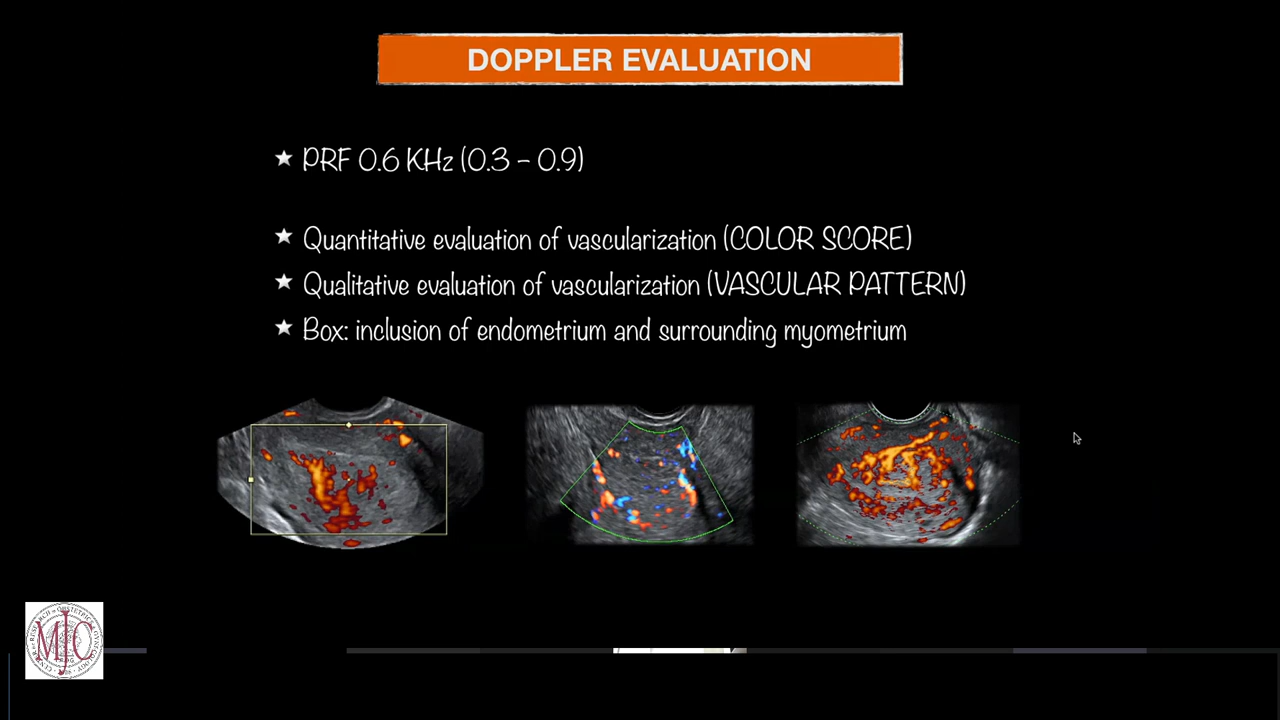 DOPPLER EVALUATION
★ PRF 0.6 KHz (0.3 – 0.9)
★ Quantitative evaluation of vascularization (COLOR SCORE)
★ Qualitative evaluation of vascularization (VASCULAR PATTERN)
★ Box: inclusion of endometrium and surrounding myometrium
MJC